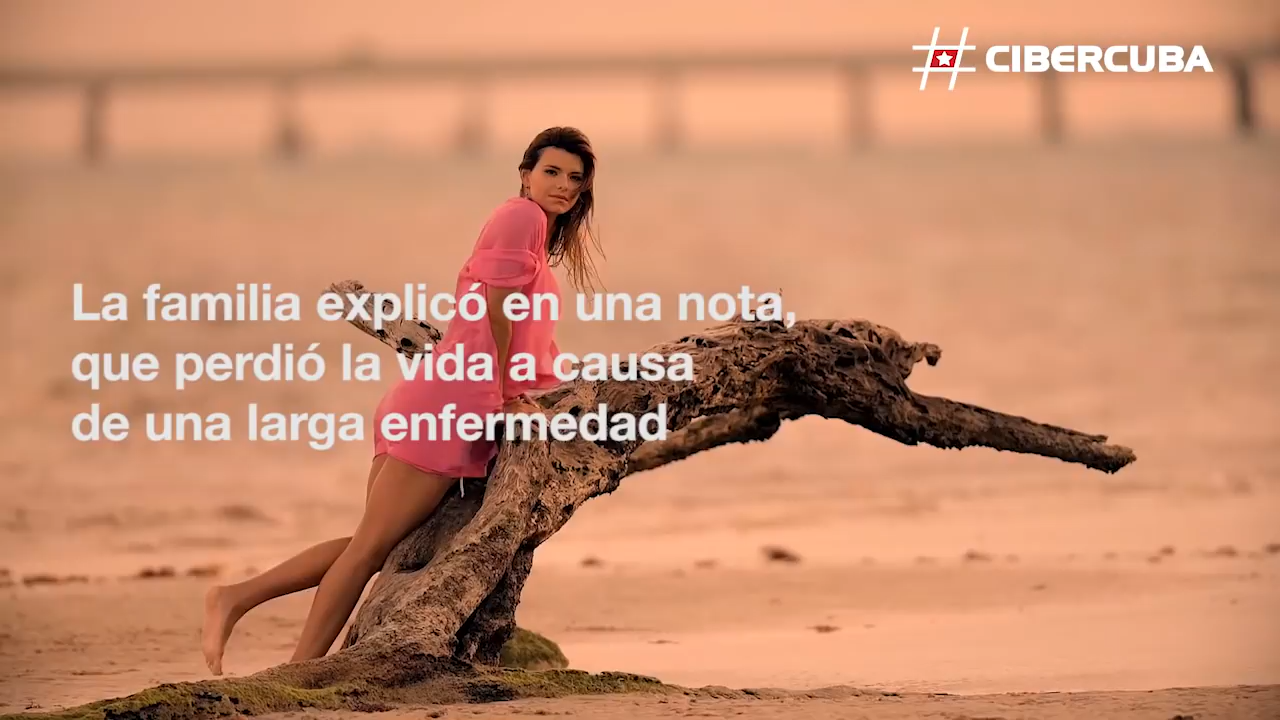 #CIBERCUBA
La familia explicó en una nota,
que perdió la vida a causa
de una larga enfermedad